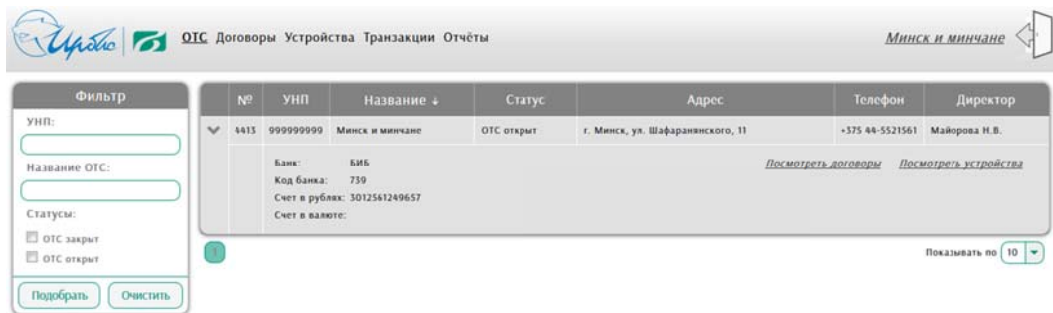 Ирбис ОТС Договоры Устройства Транзакции Отчёты Минск и минчане
Фильтр
УНП:
Название ОТС:
Статусы:
ОТС закрыт
ОТС открыт
Подобрать Очистить
№ УНП Название ↓ Статус Адрес Телефон Директор
4413 999999999 Минск и минчане ОТС открыт г. Минск, ул. Шафаранянского, 11 +375 44-5521561 Майорова Н.В.
Банк: БИБ Посмотреть договоры Посмотреть устройства
Код банка: 739
Счет в рублях: 3012561249657
Счет в валюте:
1 Показывать по 10